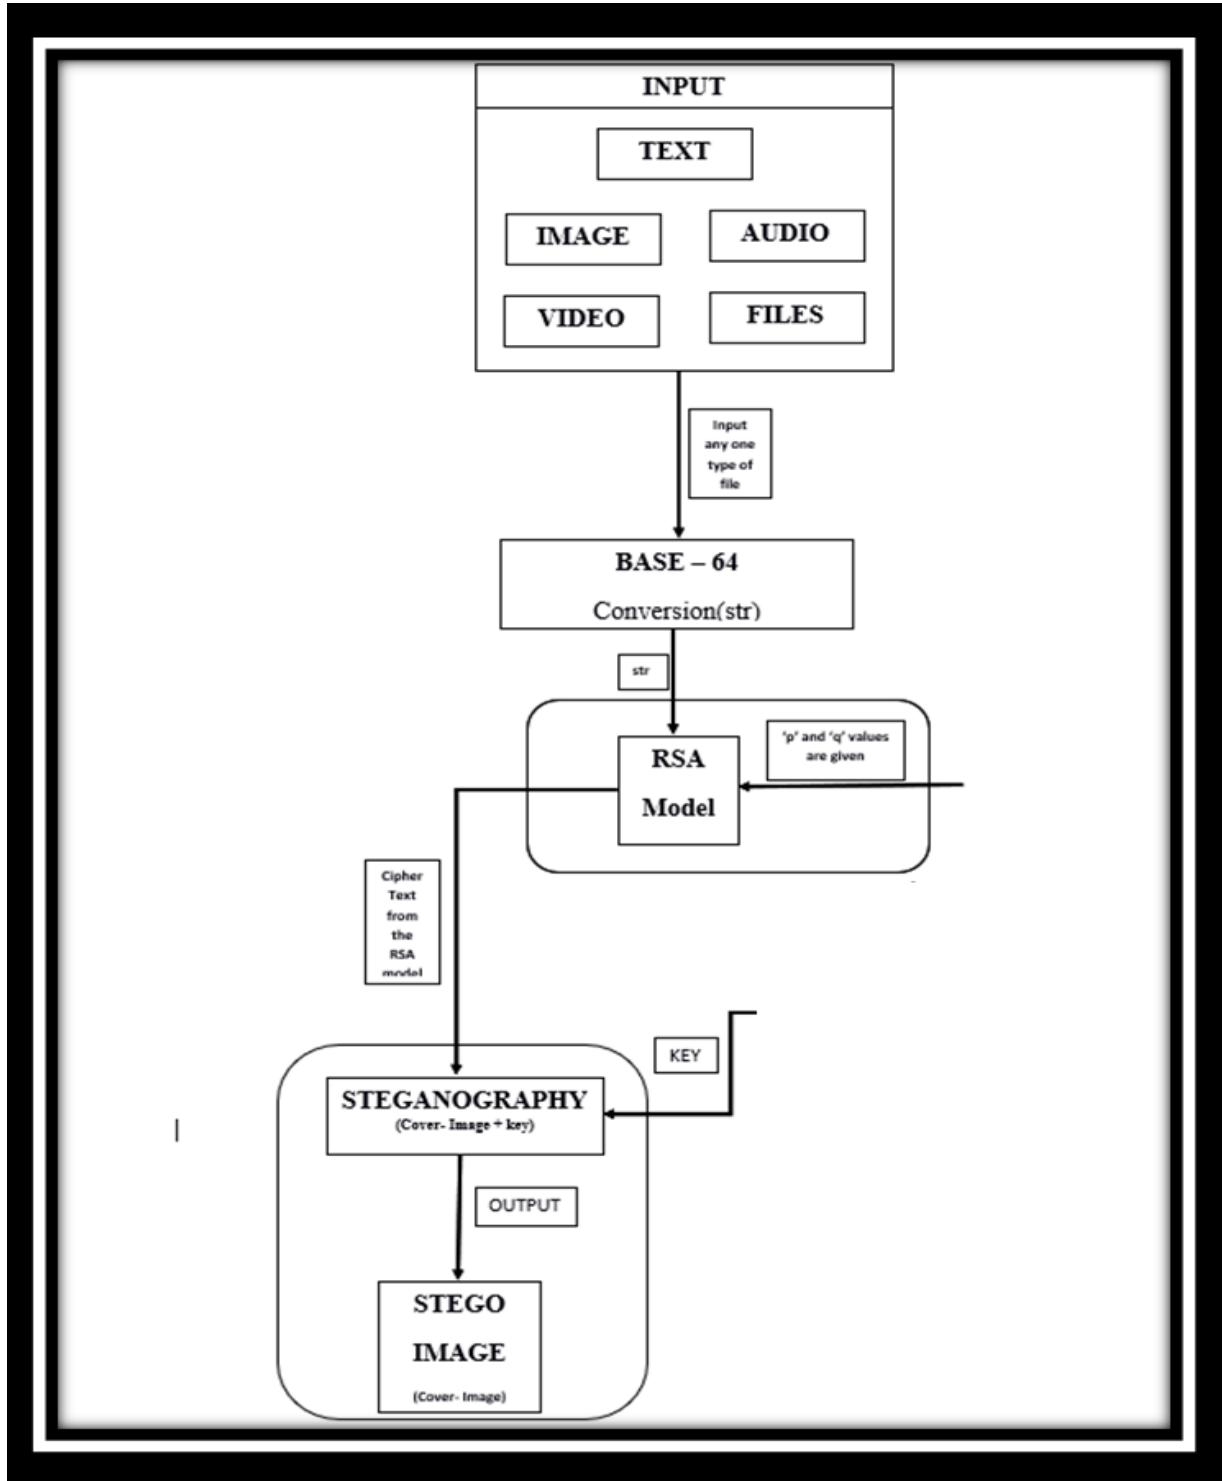 INPUT
TEXT
IMAGE
AUDIO
VIDEO
FILES
Input
any one
type of
file
BASE – 64
Conversion(str)
str
RSA
Model
‘p’ and ‘q’ values
are given
Cipher
Text
from
the
RSA
model
KEY
STEGANOGRAPHY
(Cover- Image + key)
OUTPUT
STEGO
IMAGE
(Cover- Image)